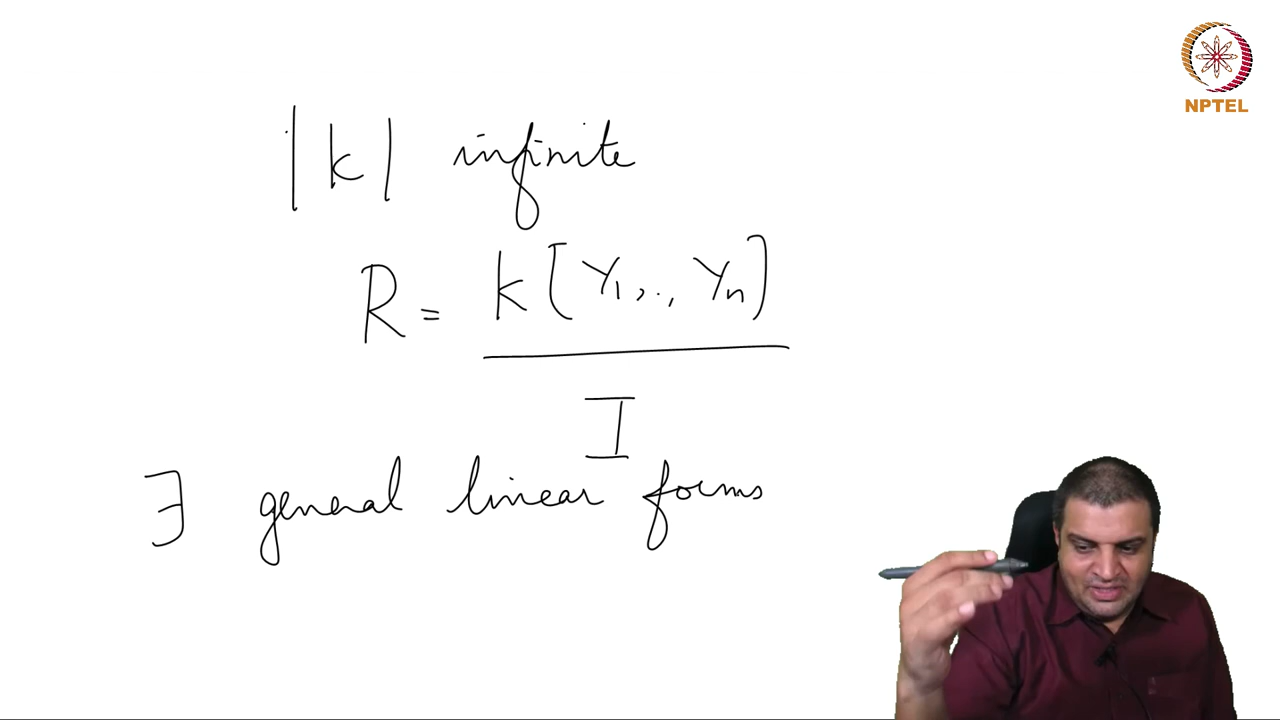 |k| infinite
R = k[Y₁, .., Yₙ]
I
∃ general linear forms
NPTEL